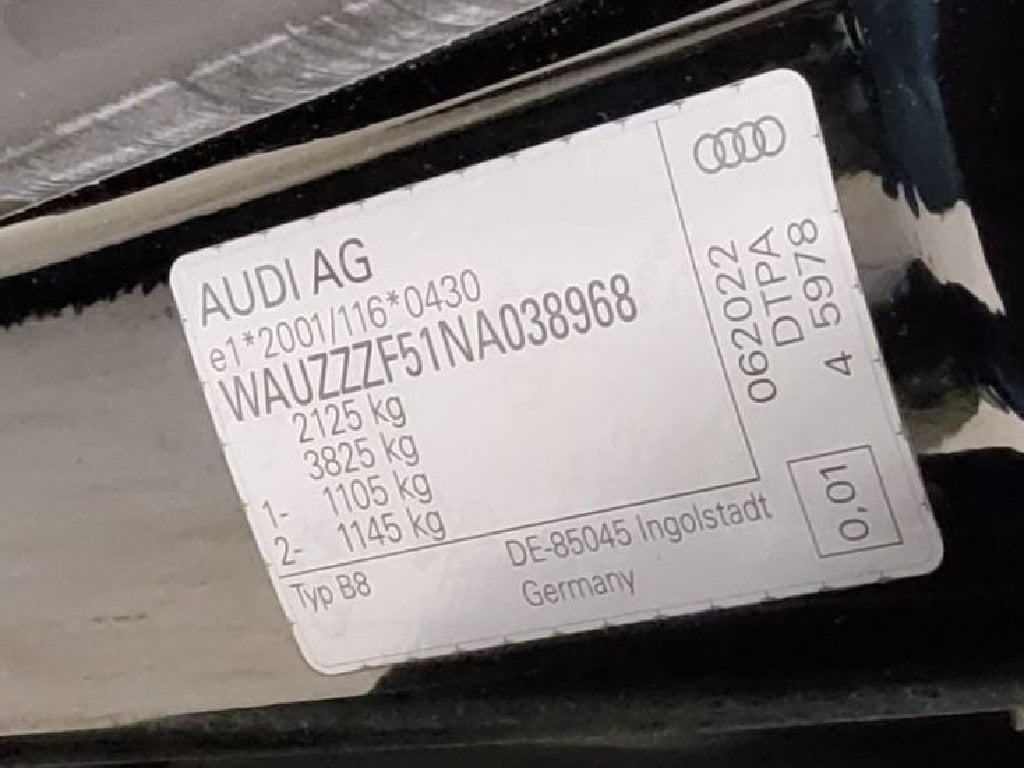 AUDI AG
e1*2001/116*0430
WAUZZZF51NA038968
2125 kg
3825 kg
1- 1105 kg
2- 1145 kg
Typ B8
DE-85045 Ingolstadt
Germany
062022
DTPA
4 5978
0,01